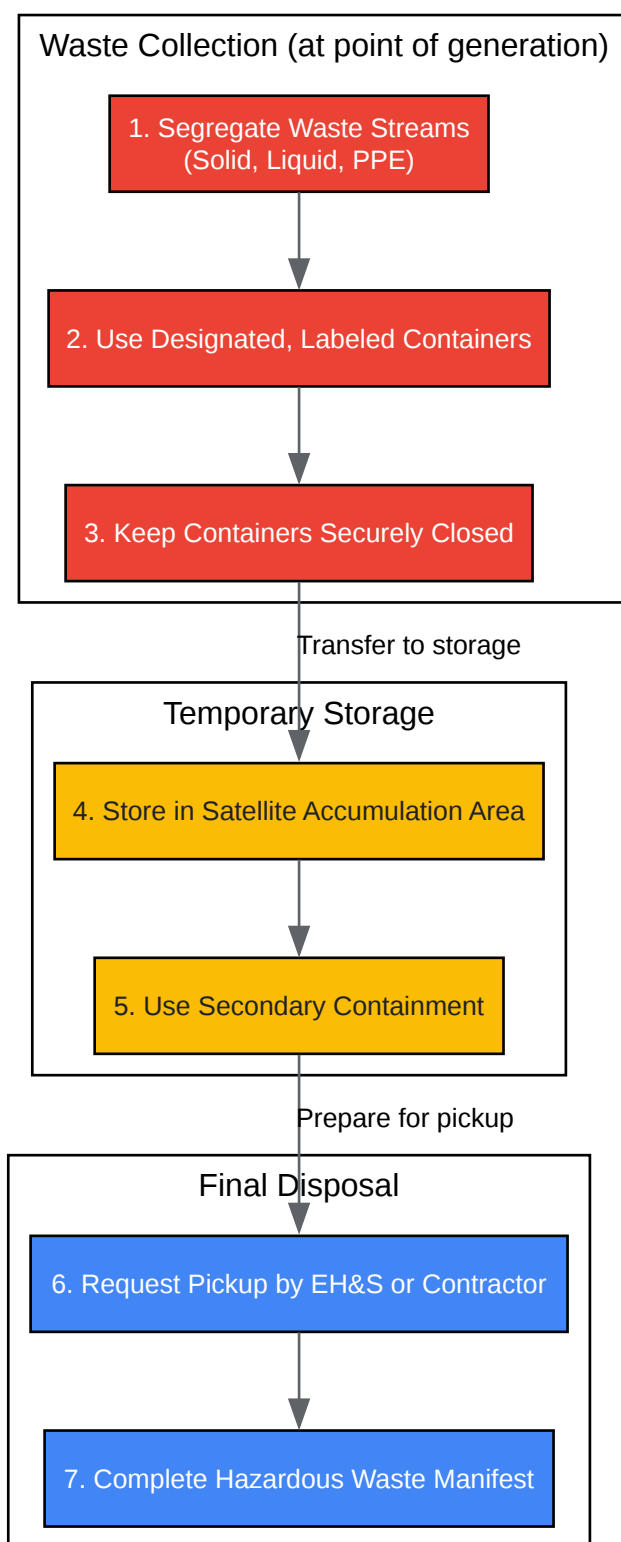 Waste Collection (at point of generation)
1. Segregate Waste Streams
(Solid, Liquid, PPE)
2. Use Designated, Labeled Containers
3. Keep Containers Securely Closed
Transfer to storage
Temporary Storage
4. Store in Satellite Accumulation Area
5. Use Secondary Containment
Prepare for pickup
Final Disposal
6. Request Pickup by EH&S or Contractor
7. Complete Hazardous Waste Manifest